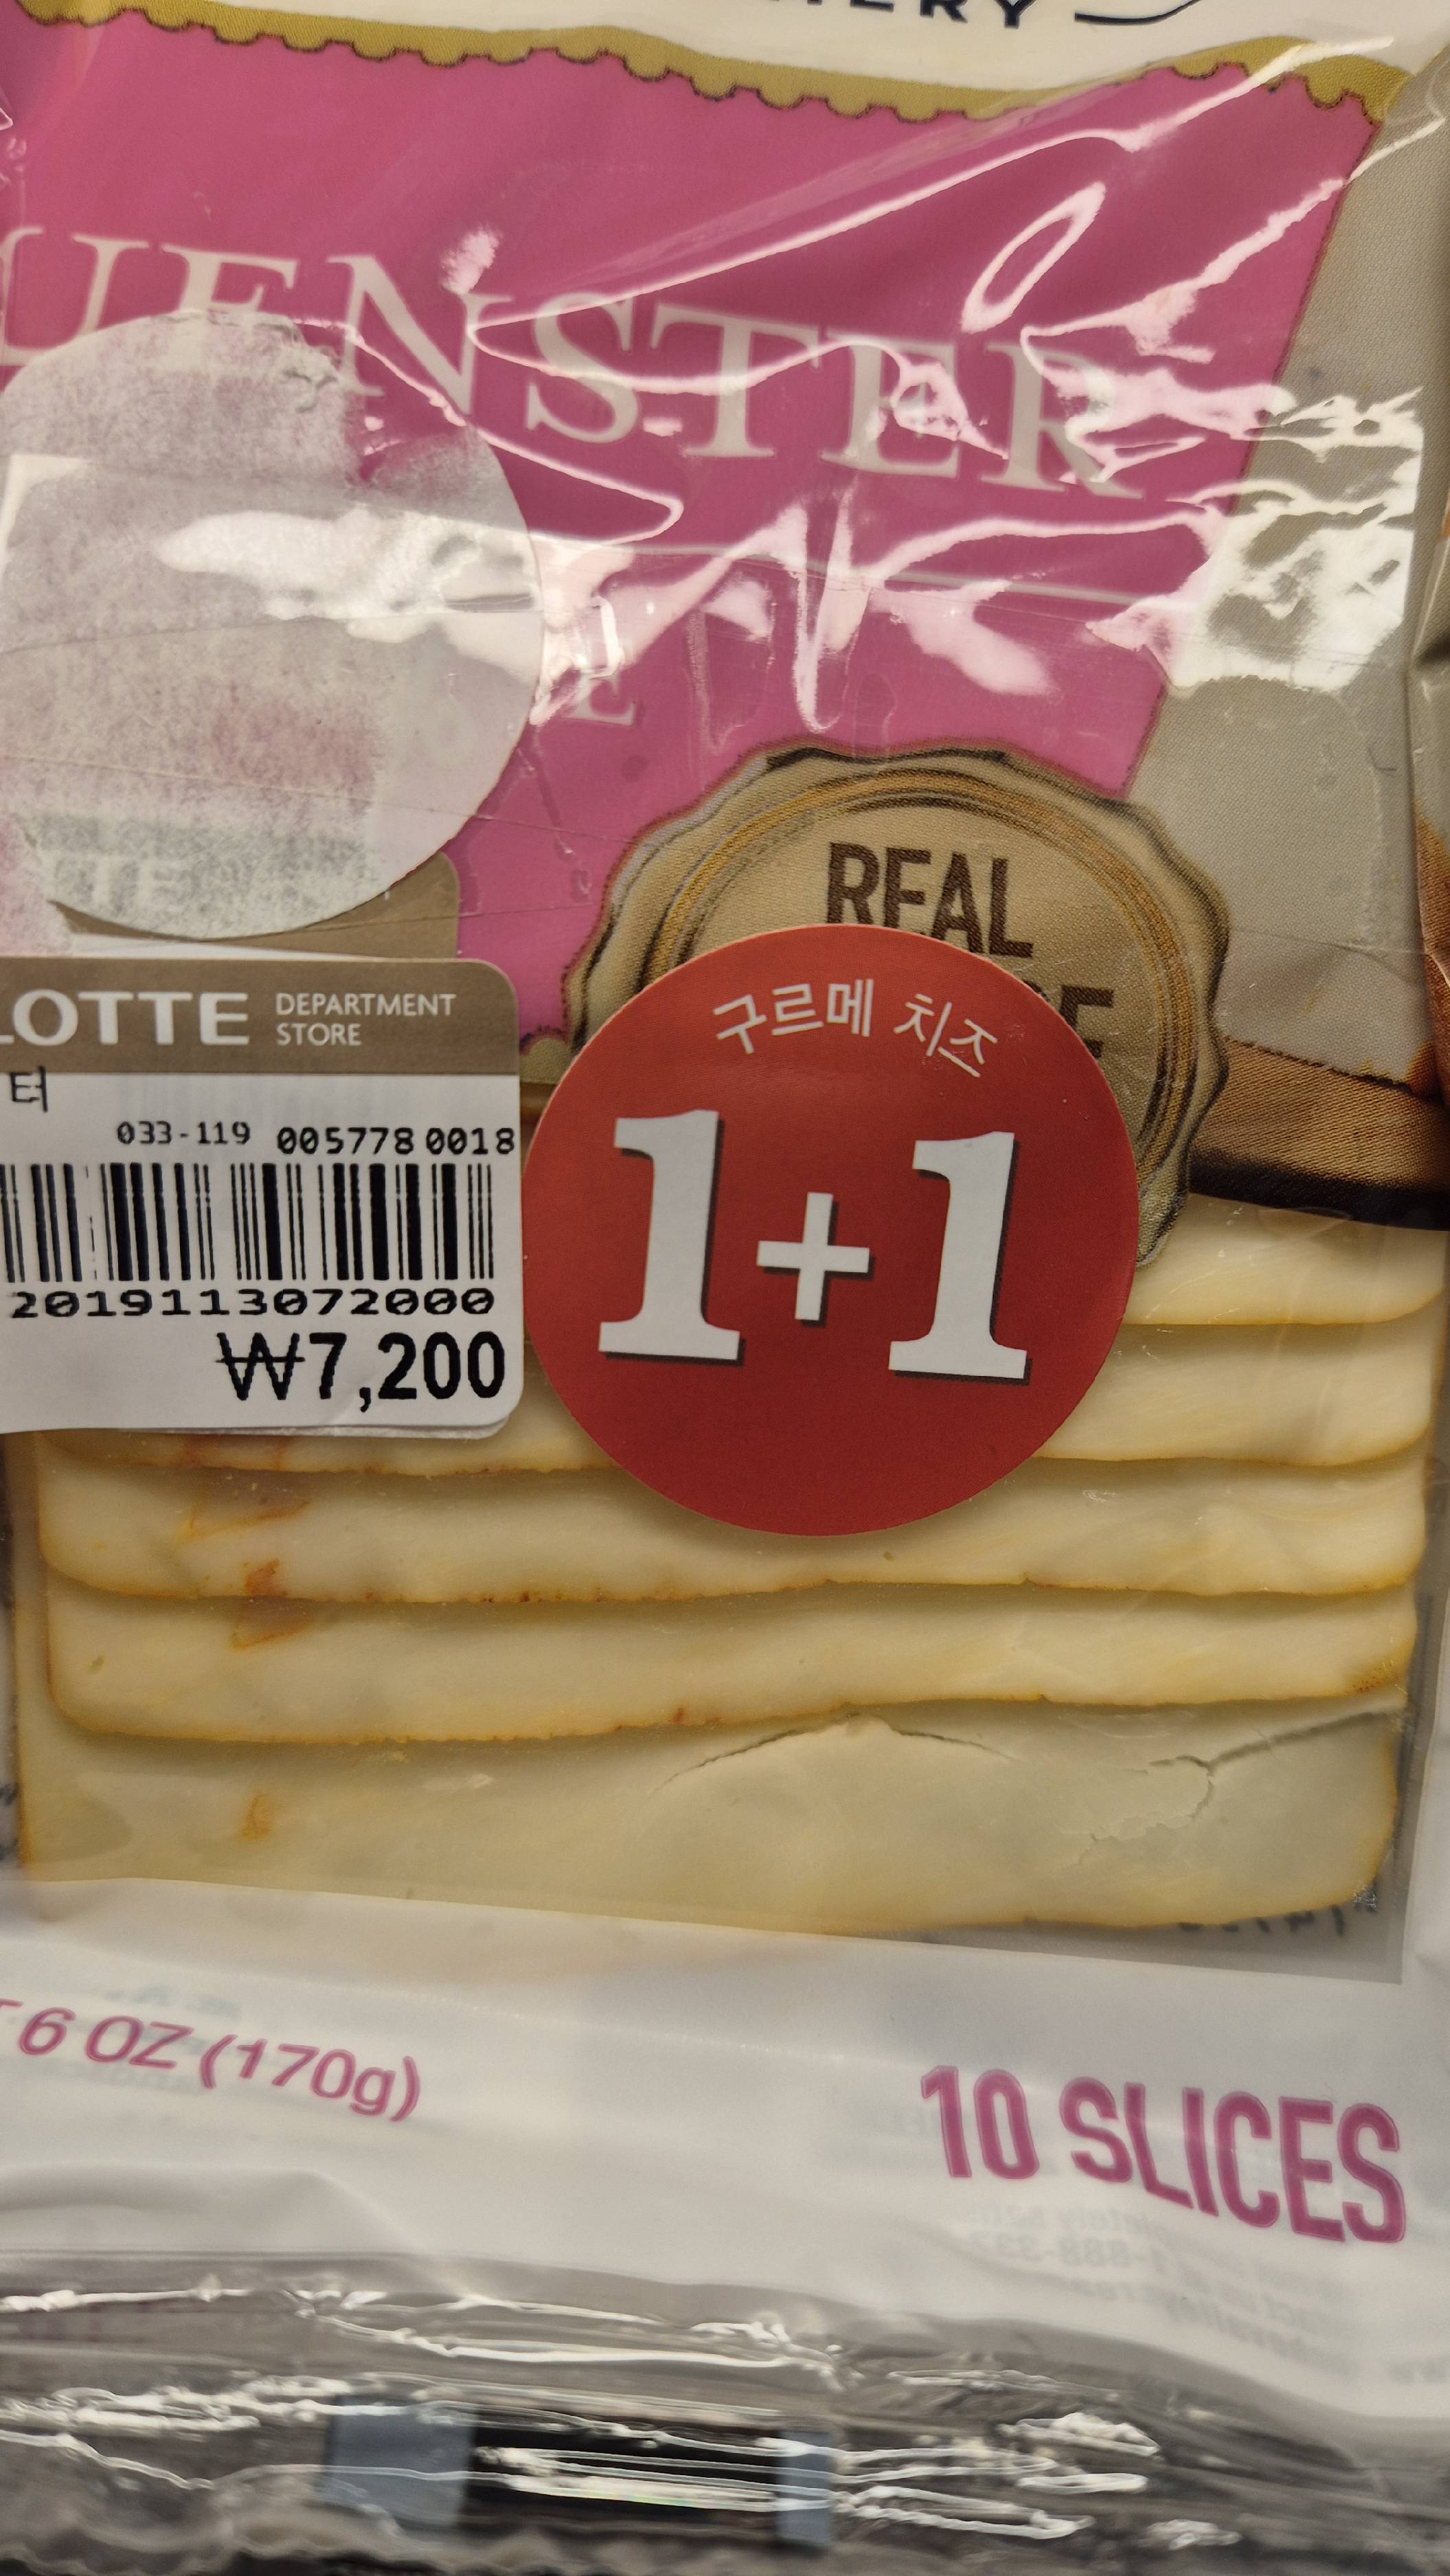 UENSTER
REAL
LOTTE DEPARTMENT STORE
터
033-119 005778 0018
2019113072000
₩7,200
구르메 치즈
1+1
6 OZ (170g)
10 SLICES